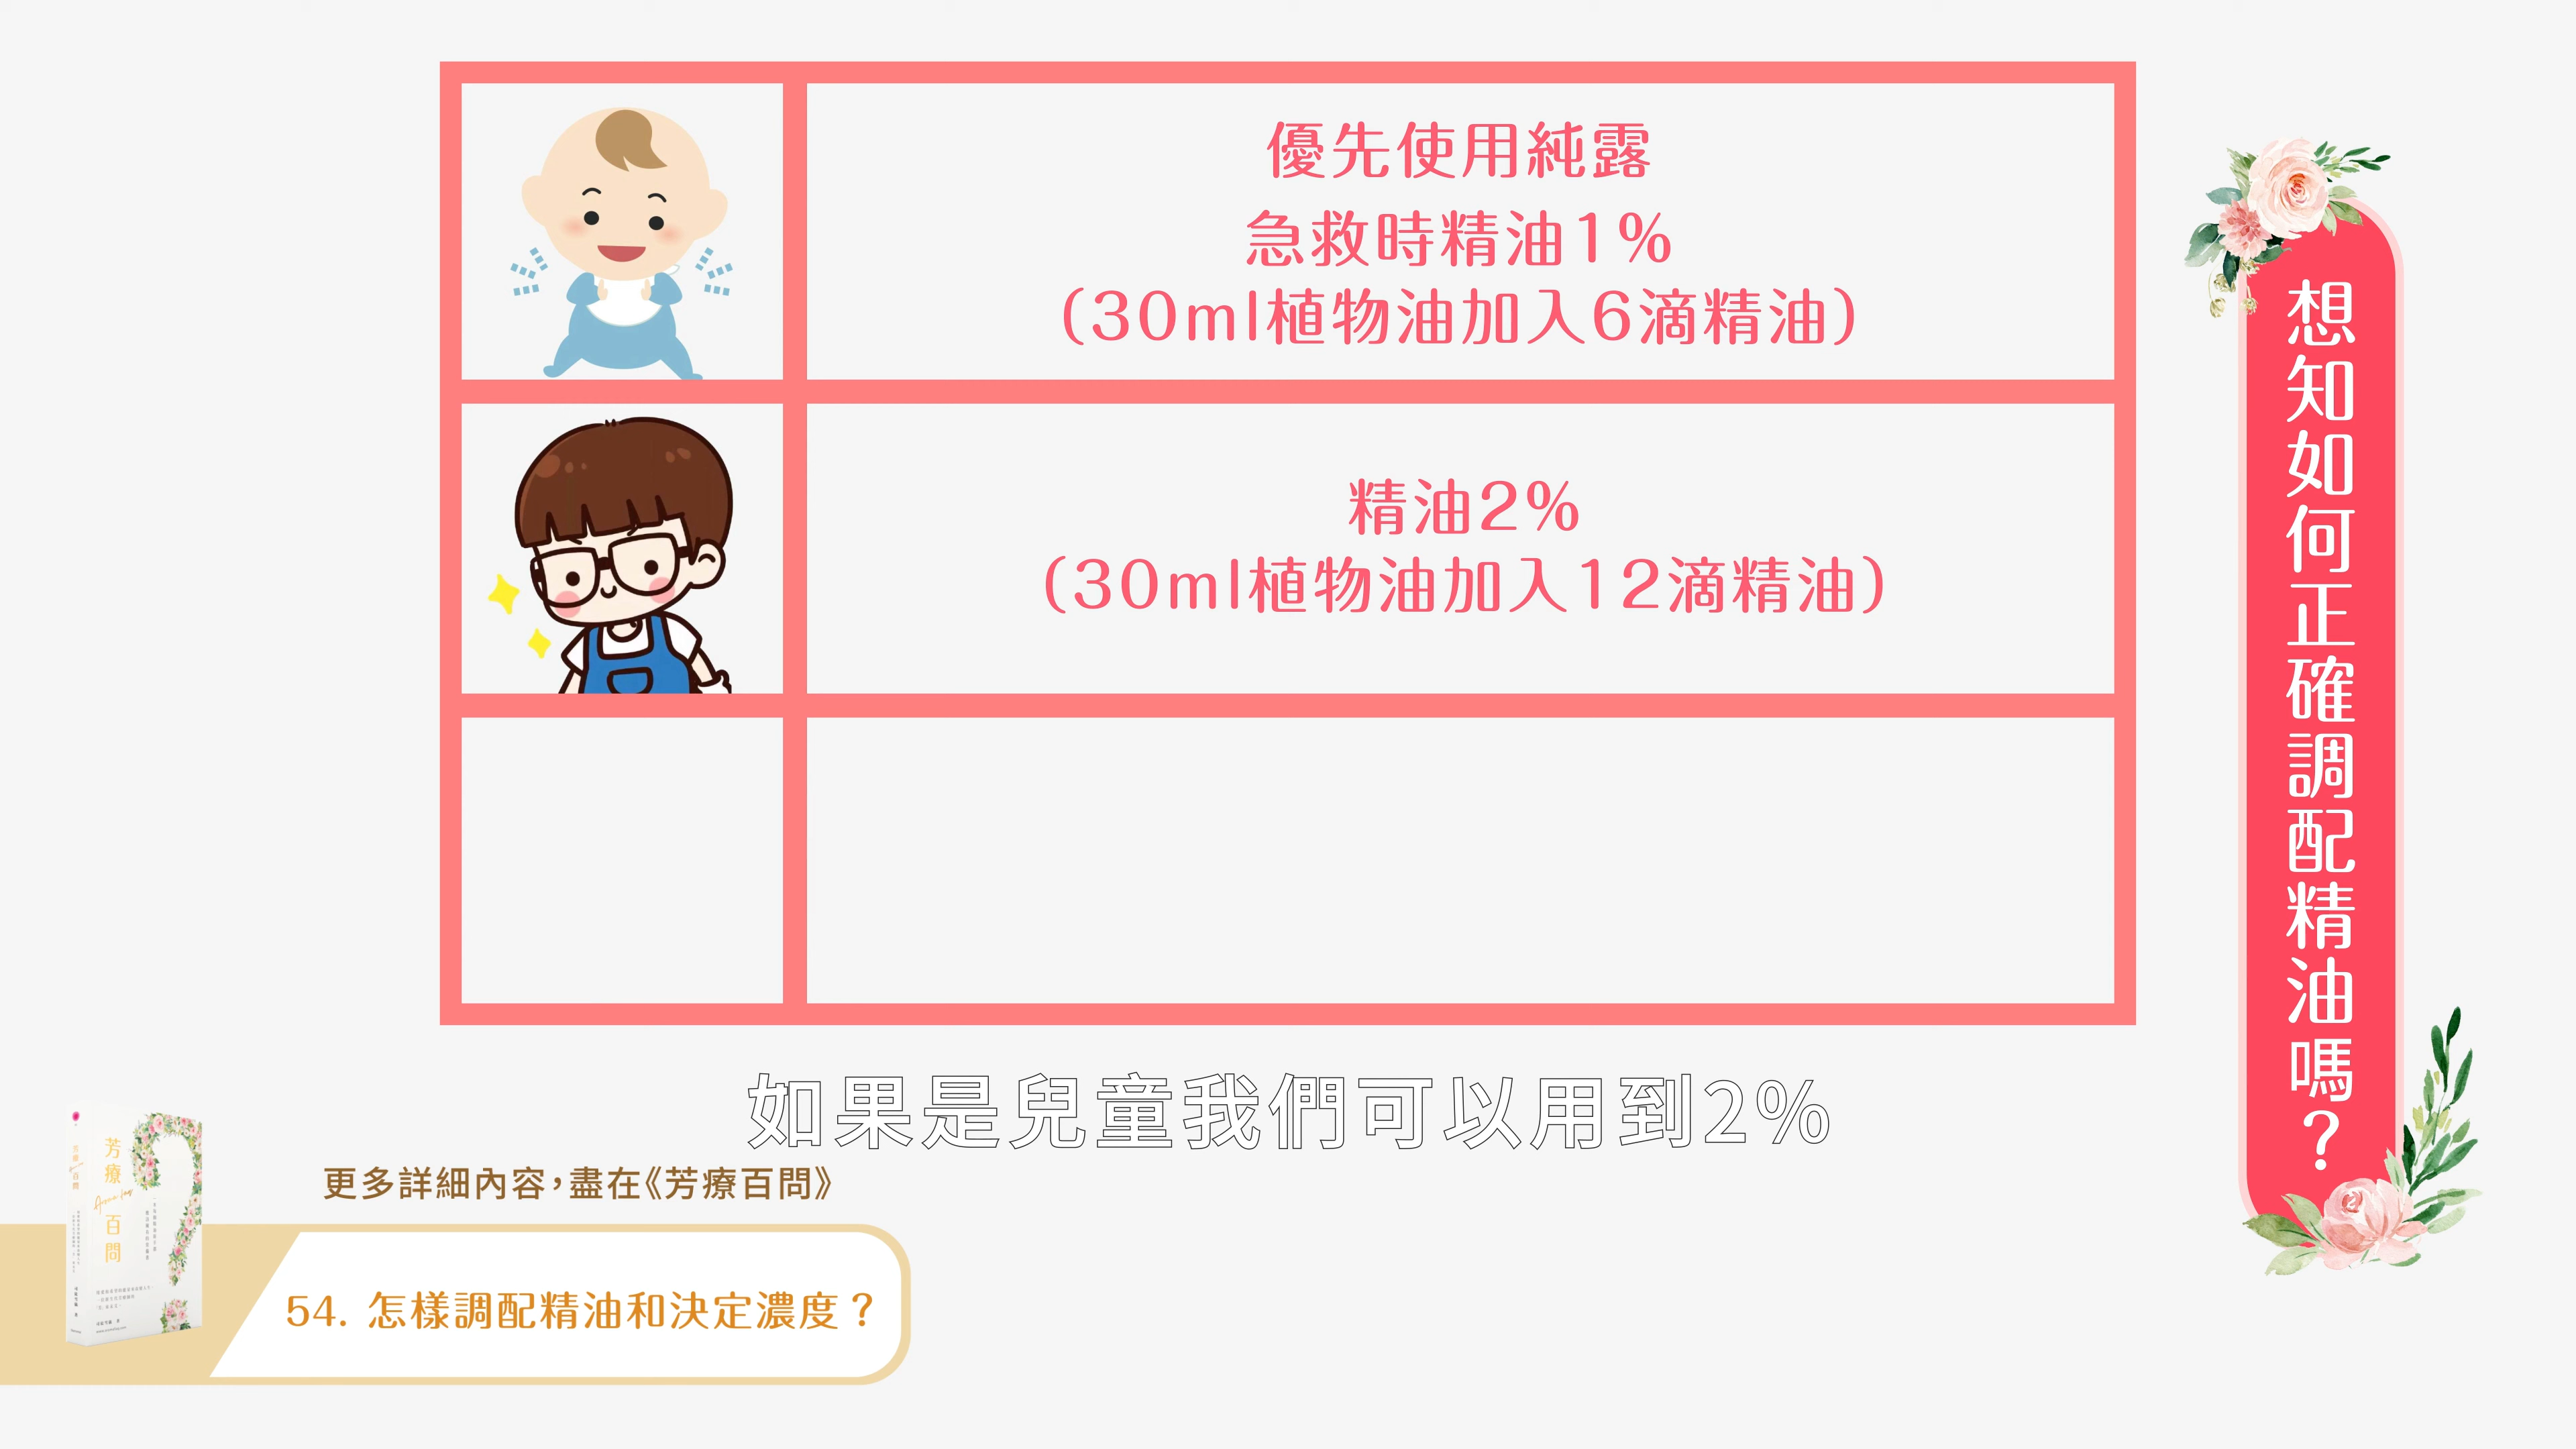 優先使用純露
急救時精油1%
(30ml植物油加入6滴精油)
精油2%
(30ml植物油加入12滴精油)
想知如何正確調配精油嗎？
如果是兒童我們可以用到2%
更多詳細內容，盡在《芳療百問》
54. 怎樣調配精油和決定濃度？
芳療
百問